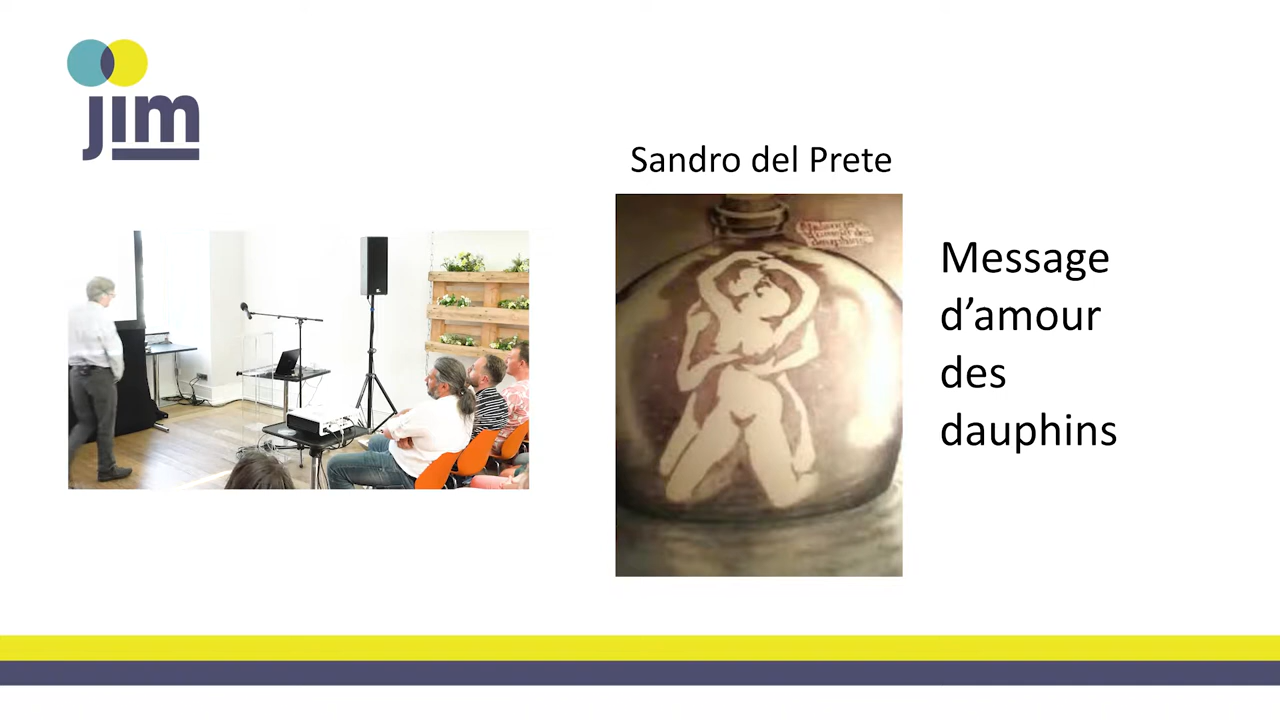 jim
Sandro del Prete
Message
d’amour
des
dauphins